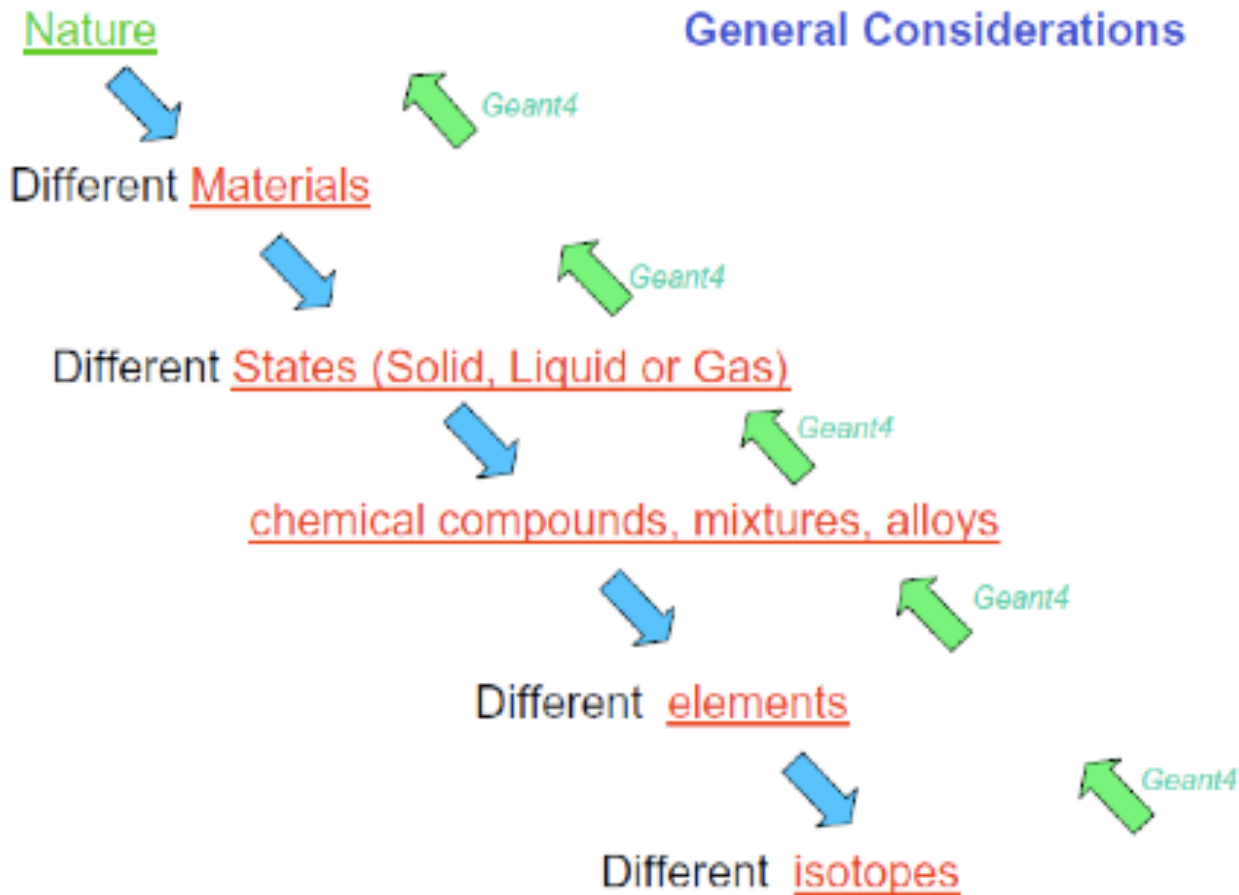 Nature
General Considerations
Geant4
Different Materials
Geant4
Different States (Solid, Liquid or Gas)
Geant4
chemical compounds, mixtures, alloys
Geant4
Different elements
Geant4
Different isotopes